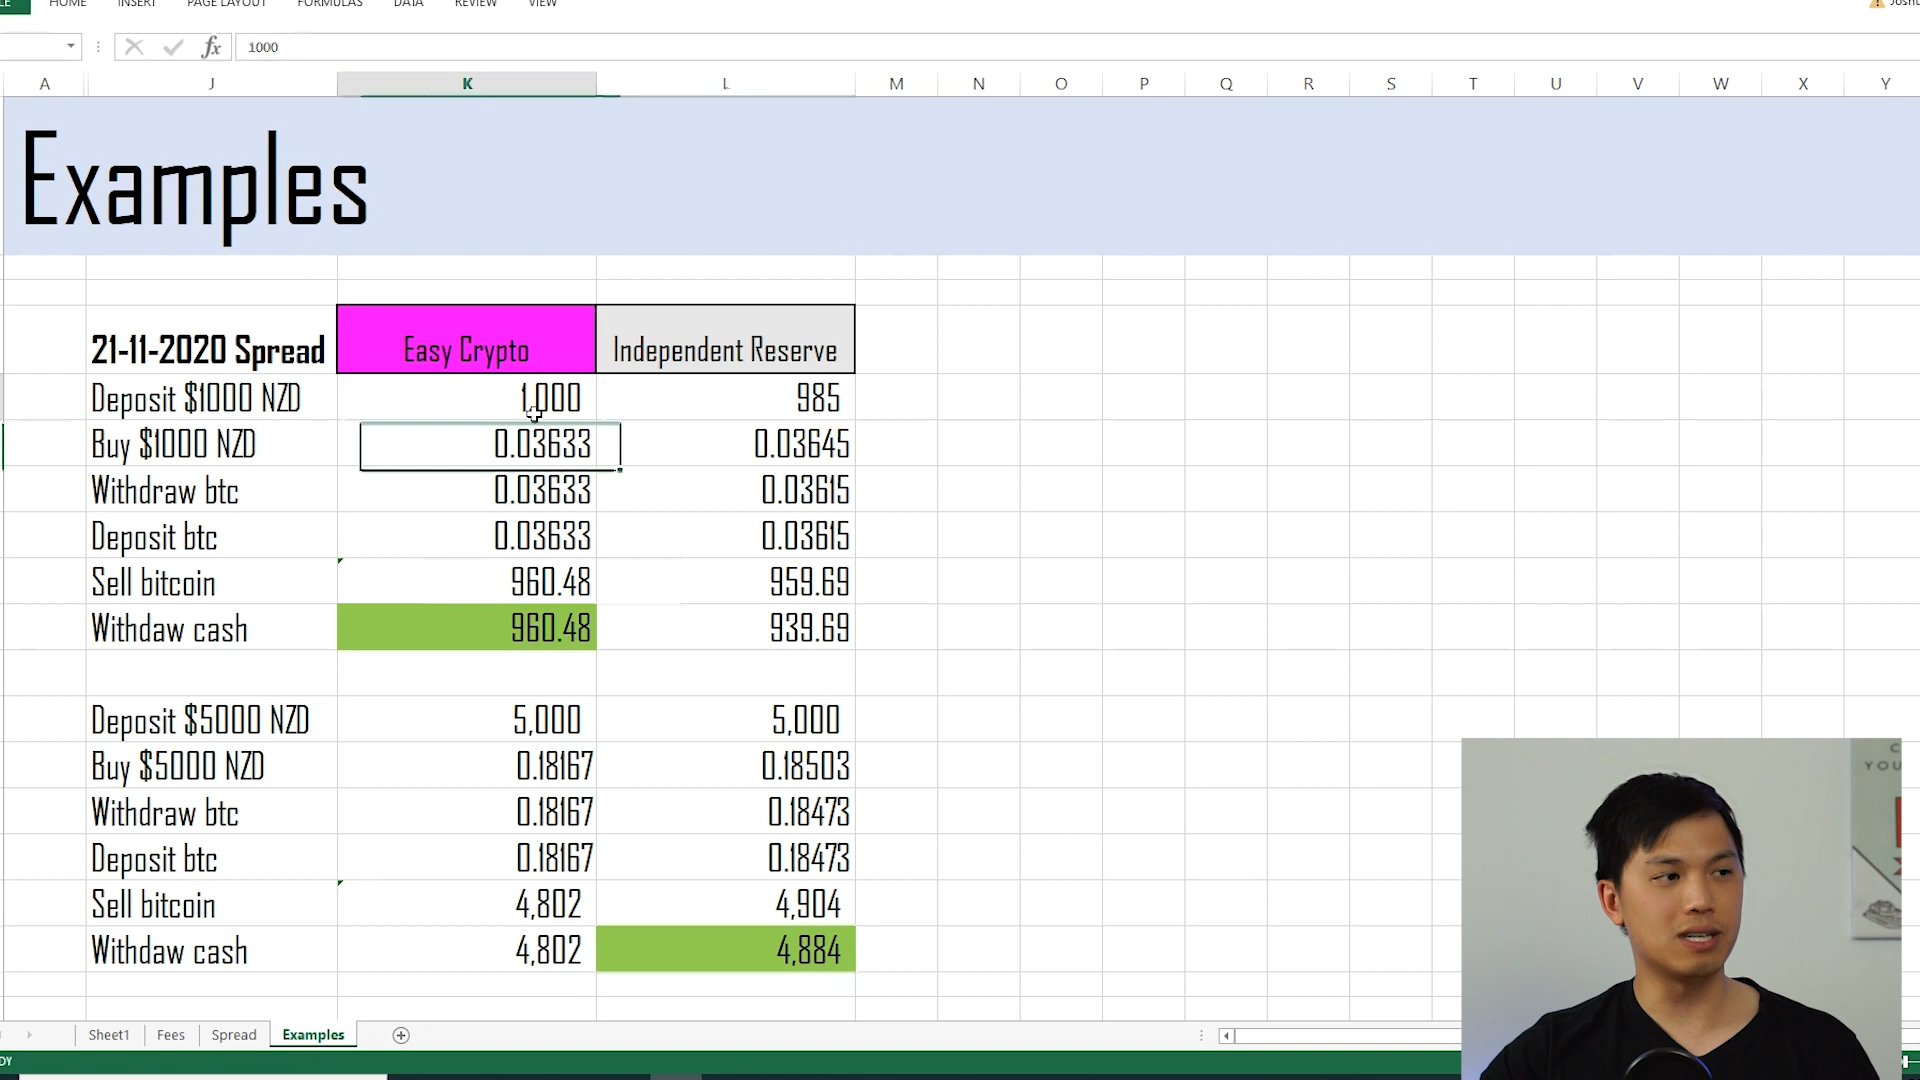 HOME INSERT PAGE LAYOUT FORMULAS DATA REVIEW VIEW
fx 1000
A J K L M N O P Q R S T U V W X Y
Examples
21-11-2020 Spread Easy Crypto Independent Reserve
Deposit $1000 NZD 1,000 985
Buy $1000 NZD 0.03633 0.03645
Withdraw btc 0.03633 0.03615
Deposit btc 0.03633 0.03615
Sell bitcoin 960.48 959.69
Withdaw cash 960.48 939.69
Deposit $5000 NZD 5,000 5,000
Buy $5000 NZD 0.18167 0.18503
Withdraw btc 0.18167 0.18473
Deposit btc 0.18167 0.18473
Sell bitcoin 4,802 4,904
Withdaw cash 4,802 4,884
YOU
Sheet1 Fees Spread Examples